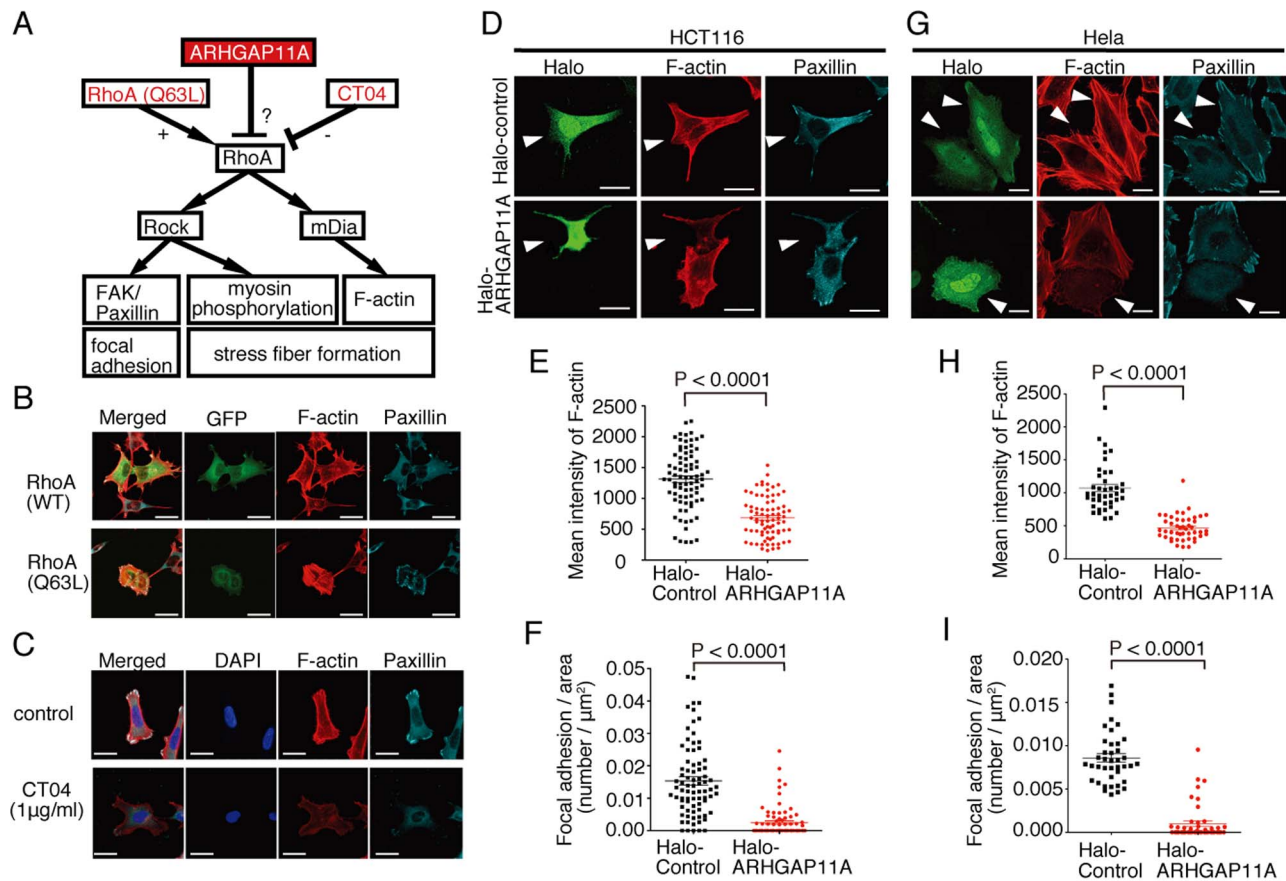 A
ARHGAP11A
RhoA (Q63L)
CT04
?
+
-
RhoA
Rock
mDia
FAK/
Paxillin
myosin
phosphorylation
F-actin
focal
adhesion
stress fiber formation
B
Merged GFP F-actin Paxillin
RhoA
(WT)
RhoA
(Q63L)
C
Merged DAPI F-actin Paxillin
control
CT04
(1μg/ml)
D
HCT116
Halo F-actin Paxillin
Halo-control
Halo-
ARHGAP11A
E
P < 0.0001
Mean intensity of F-actin
2500
2000
1500
1000
500
0
Halo-
Control
Halo-
ARHGAP11A
F
P < 0.0001
Focal adhesion / area
(number / μm²)
0.05
0.04
0.03
0.02
0.01
0.00
Halo-
Control
Halo-
ARHGAP11A
G
Hela
Halo F-actin Paxillin
H
P < 0.0001
Mean intensity of F-actin
2500
2000
1500
1000
500
0
Halo-
Control
Halo-
ARHGAP11A
I
P < 0.0001
Focal adhesion / area
(number / μm²)
0.020
0.015
0.010
0.005
0.000
Halo-
Control
Halo-
ARHGAP11A